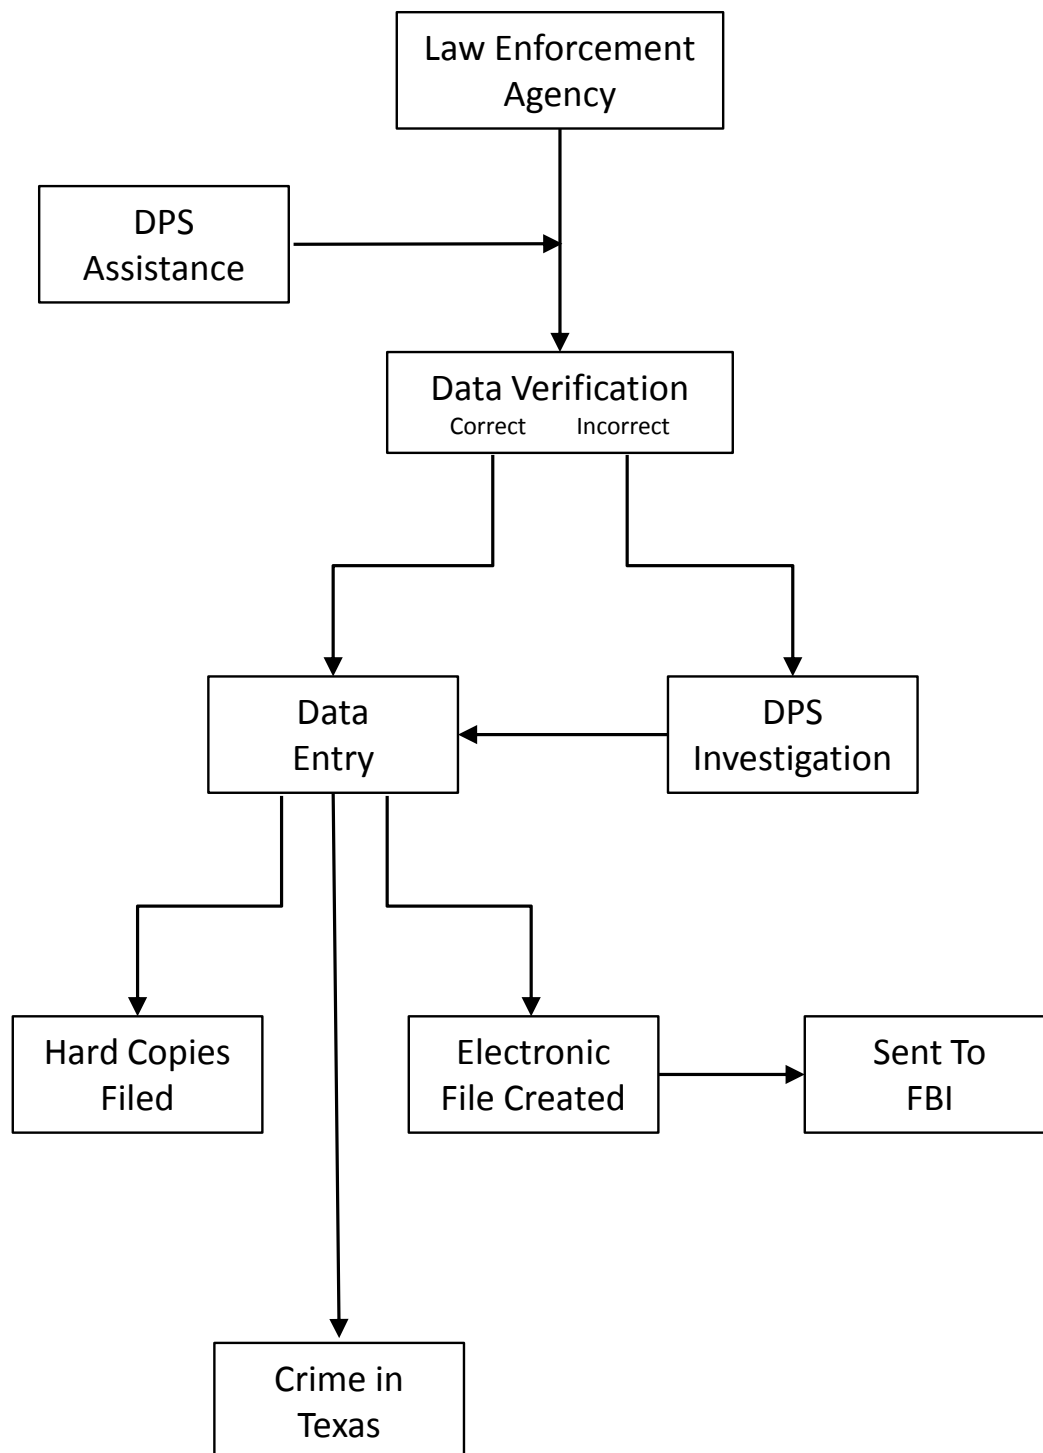 Law Enforcement
Agency
DPS
Assistance
Data Verification
Correct Incorrect
Data
Entry
DPS
Investigation
Hard Copies
Filed
Electronic
File Created
Sent To
FBI
Crime in
Texas